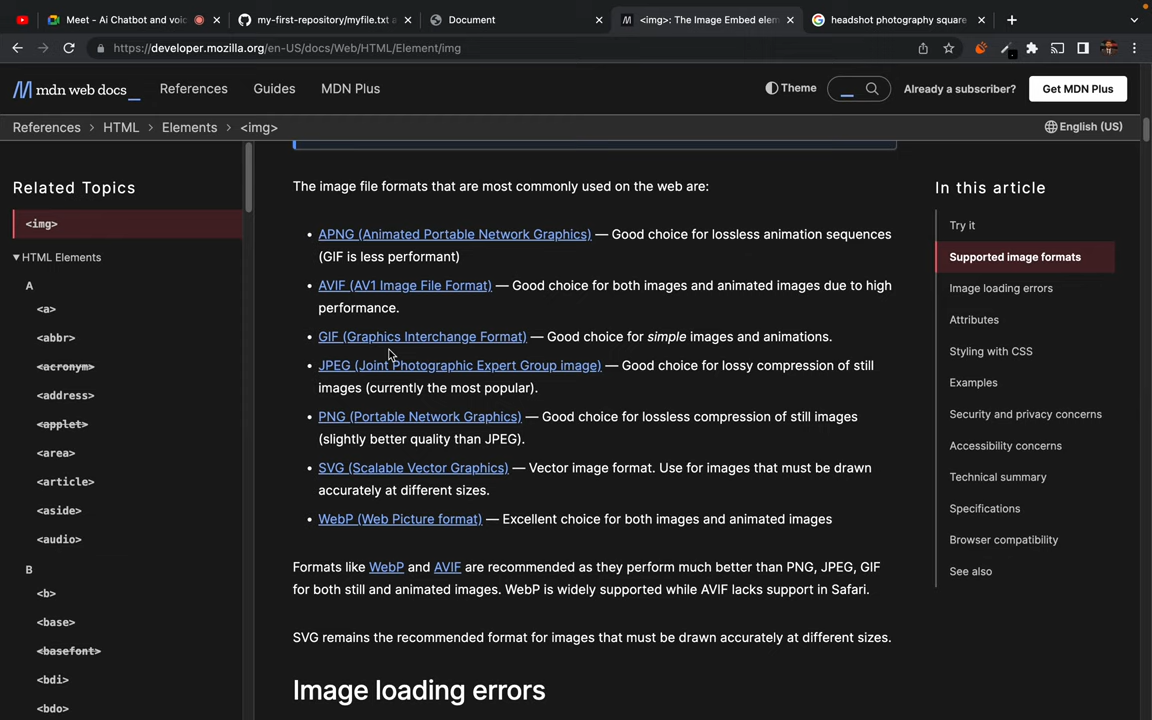 Meet - Ai Chatbot and voic
my-first-repository/myfile.txt a
Document
<img>: The Image Embed elem
headshot photography square
https://developer.mozilla.org/en-US/docs/Web/HTML/Element/img
mdn web docs_
References
Guides
MDN Plus
Theme
Already a subscriber?
Get MDN Plus
References > HTML > Elements > <img>
English (US)
Related Topics
<img>
HTML Elements
A
<a>
<abbr>
<acronym>
<address>
<applet>
<area>
<article>
<aside>
<audio>
B
<b>
<base>
<basefont>
<bdi>
<bdo>
The image file formats that are most commonly used on the web are:
• APNG (Animated Portable Network Graphics) — Good choice for lossless animation sequences
(GIF is less performant)
• AVIF (AV1 Image File Format) — Good choice for both images and animated images due to high
performance.
• GIF (Graphics Interchange Format) — Good choice for simple images and animations.
• JPEG (Joint Photographic Expert Group image) — Good choice for lossy compression of still
images (currently the most popular).
• PNG (Portable Network Graphics) — Good choice for lossless compression of still images
(slightly better quality than JPEG).
• SVG (Scalable Vector Graphics) — Vector image format. Use for images that must be drawn
accurately at different sizes.
• WebP (Web Picture format) — Excellent choice for both images and animated images
Formats like WebP and AVIF are recommended as they perform much better than PNG, JPEG, GIF
for both still and animated images. WebP is widely supported while AVIF lacks support in Safari.
SVG remains the recommended format for images that must be drawn accurately at different sizes.
Image loading errors
In this article
Try it
Supported image formats
Image loading errors
Attributes
Styling with CSS
Examples
Security and privacy concerns
Accessibility concerns
Technical summary
Specifications
Browser compatibility
See also